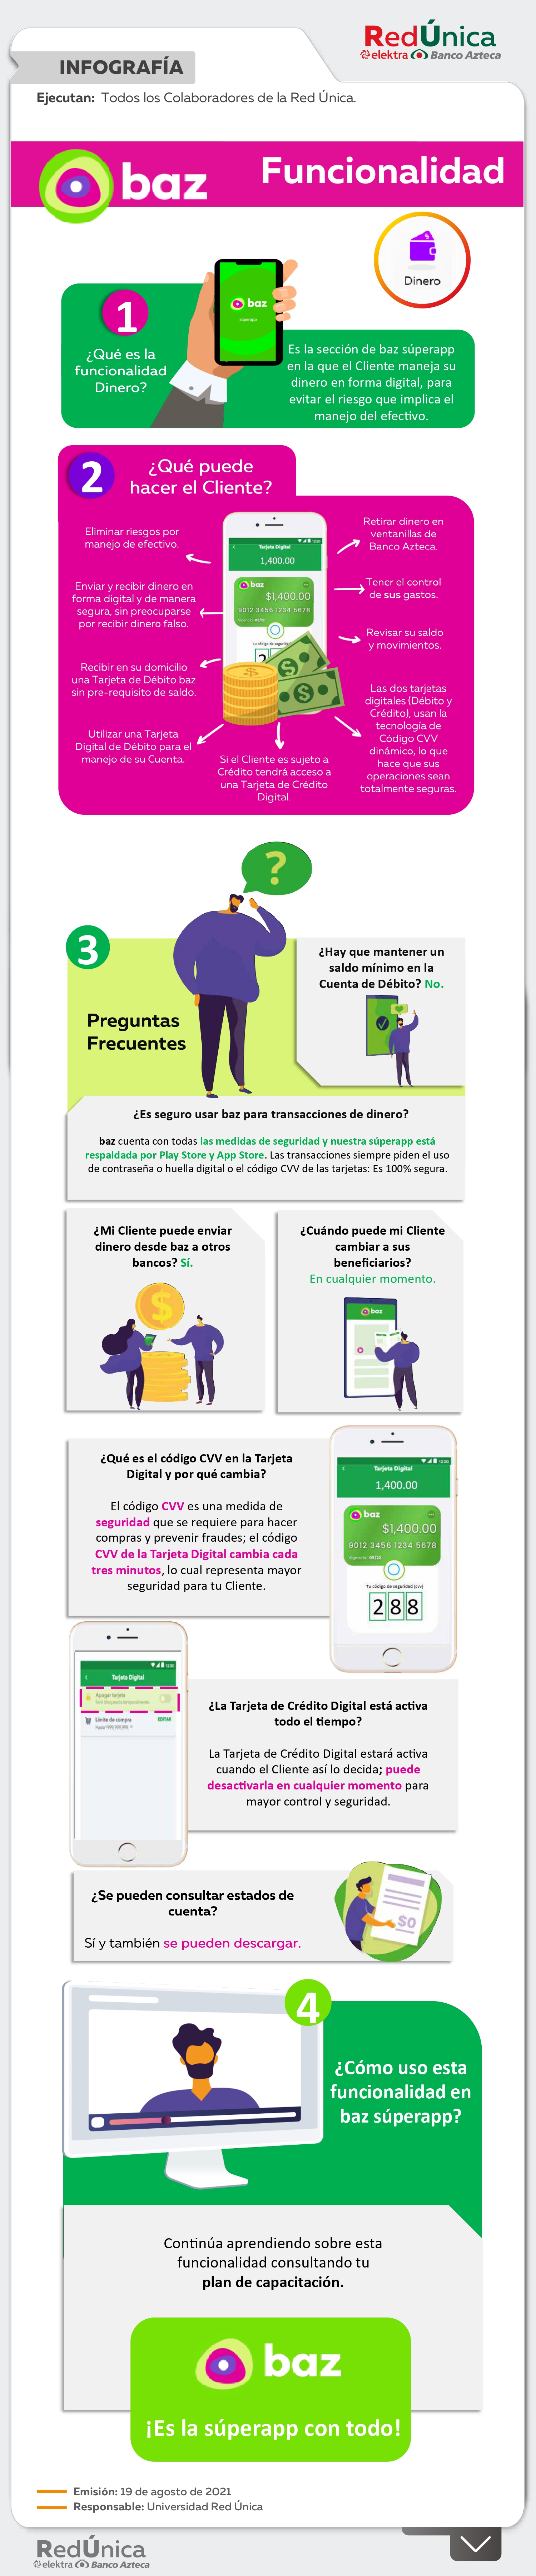 RedÚnica
elektra Banco Azteca
INFOGRAFÍA
Ejecutan: Todos los Colaboradores de la Red Única.
baz
Funcionalidad
Dinero
baz
súperapp
1
¿Qué es la
funcionalidad
Dinero?
Es la sección de baz súperapp
en la que el Cliente maneja su
dinero en forma digital, para
evitar el riesgo que implica el
manejo del efectivo.
2
¿Qué puede
hacer el Cliente?
Eliminar riesgos por
manejo de efectivo.
Enviar y recibir dinero en
forma digital y de manera
segura, sin preocuparse
por recibir dinero falso.
Recibir en su domicilio
una Tarjeta de Débito baz
sin pre-requisito de saldo.
Utilizar una Tarjeta
Digital de Débito para el
manejo de su Cuenta.
Tarjeta Digital
1,400.00
baz
$1,400.00
9012 3456 1234 5678
Tu código de seguridad
2
Si el Cliente es sujeto a
Crédito tendrá acceso a
una Tarjeta de Crédito
Digital.
Retirar dinero en
ventanillas de
Banco Azteca.
Tener el control
de sus gastos.
Revisar su saldo
y movimientos.
Las dos tarjetas
digitales (Débito y
Crédito), usan la
tecnología de
Código CVV
dinámico, lo que
hace que sus
operaciones sean
totalmente seguras.
?
3
Preguntas
Frecuentes
¿Hay que mantener un
saldo mínimo en la
Cuenta de Débito? No.
¿Es seguro usar baz para transacciones de dinero?
baz cuenta con todas las medidas de seguridad y nuestra súperapp está
respaldada por Play Store y App Store. Las transacciones siempre piden el uso
de contraseña o huella digital o el código CVV de las tarjetas: Es 100% segura.
¿Mi Cliente puede enviar
dinero desde baz a otros
bancos? Sí.
$
¿Cuándo puede mi Cliente
cambiar a sus
beneficiarios?
En cualquier momento.
baz
¿Qué es el código CVV en la Tarjeta
Digital y por qué cambia?
El código CVV es una medida de
seguridad que se requiere para hacer
compras y prevenir fraudes; el código
CVV de la Tarjeta Digital cambia cada
tres minutos, lo cual representa mayor
seguridad para tu Cliente.
Tarjeta Digital
1,400.00
baz
$1,400.00
9012 3456 1234 5678
Tu código de seguridad (cvv)
288
Tarjeta Digital
Apagar tarjeta
Límite de compra
EDITAR
¿La Tarjeta de Crédito Digital está activa
todo el tiempo?
La Tarjeta de Crédito Digital estará activa
cuando el Cliente así lo decida; puede
desactivarla en cualquier momento para
mayor control y seguridad.
¿Se pueden consultar estados de
cuenta?
Sí y también se pueden descargar.
$0
4
¿Cómo uso esta
funcionalidad en
baz súperapp?
Continúa aprendiendo sobre esta
funcionalidad consultando tu
plan de capacitación.
baz
¡Es la súperapp con todo!
Emisión: 19 de agosto de 2021
Responsable: Universidad Red Única
RedÚnica
elektra Banco Azteca